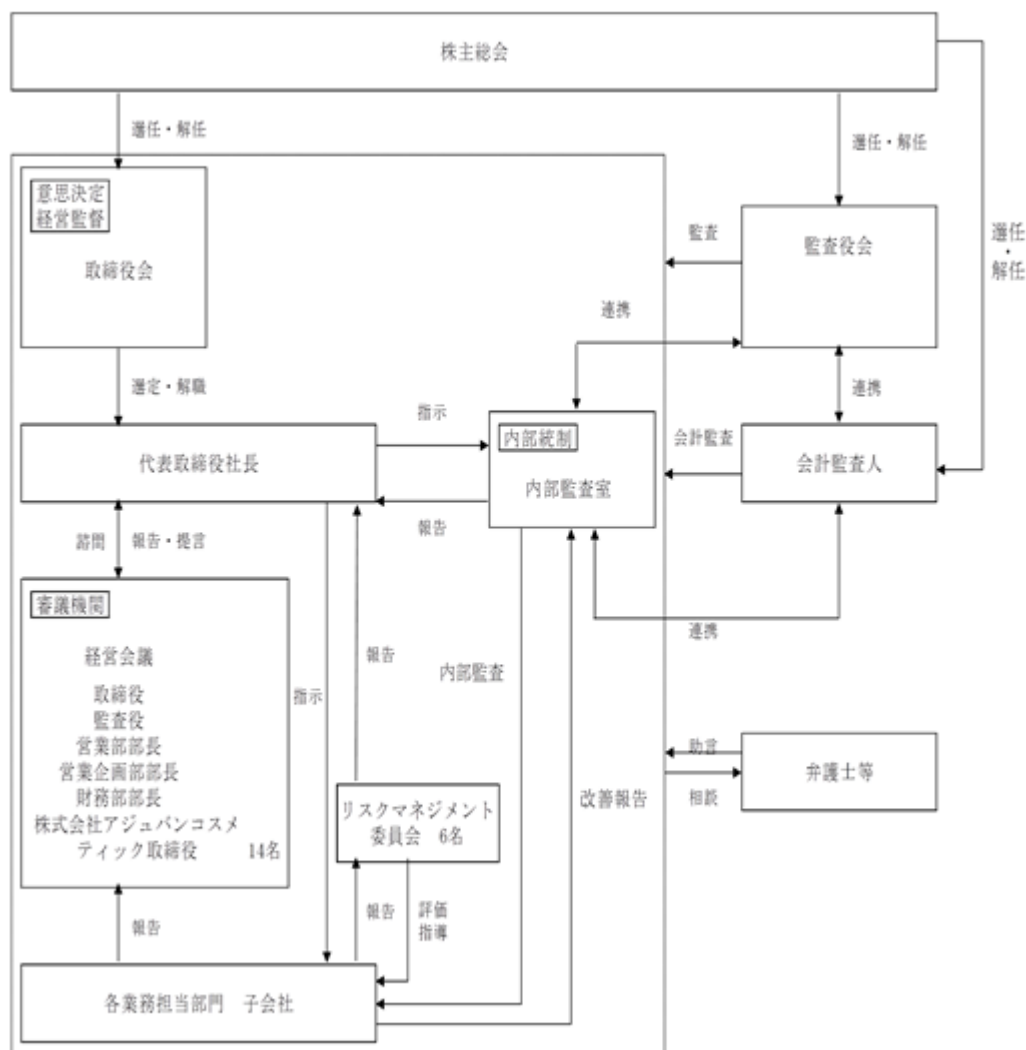 株主総会
選任・解任
選任・解任
選任
・
解任
意思決定
経営監督
取締役会
監査
監査役会
連携
選定・解職
連携
指示
代表取締役社長
内部統制
内部監査室
会計監査
会計監査人
報告
諮問
報告・提言
連携
審議機関
経営会議
取締役
監査役
営業部部長
営業企画部部長
財務部部長
株式会社アジュバンコスメ
ティック取締役 14名
指示
報告
内部監査
助言
弁護士等
相談
改善報告
リスクマネジメント
委員会 6名
報告
報告
評価
指導
各業務担当部門 子会社